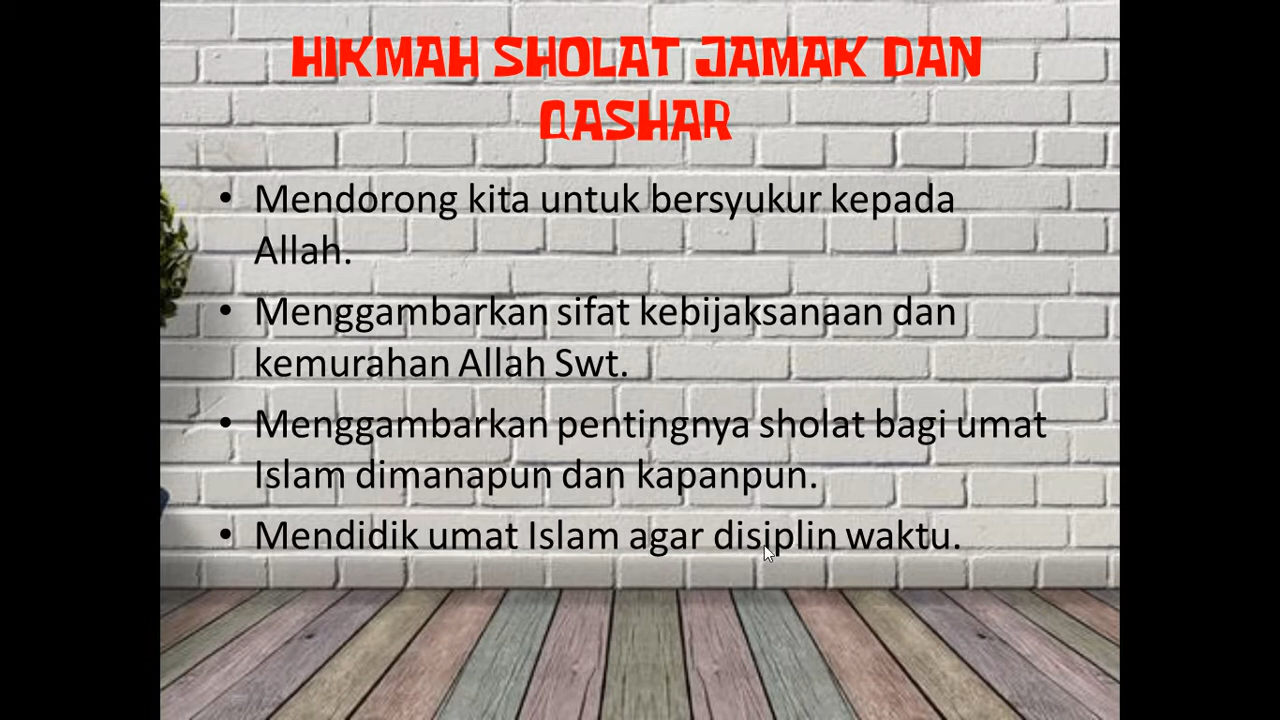 HIKMAH SHOLAT JAMAK DAN
QASHAR
• Mendorong kita untuk bersyukur kepada
Allah.
• Menggambarkan sifat kebijaksanaan dan
kemurahan Allah Swt.
• Menggambarkan pentingnya sholat bagi umat
Islam dimanapun dan kapanpun.
• Mendidik umat Islam agar disiplin waktu.